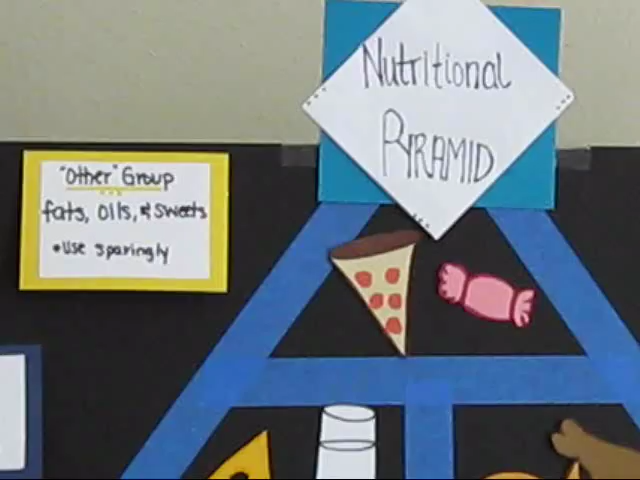 Nutritional
PYRAMID
"Other" Group
fats, oils, & sweets
• use sparingly